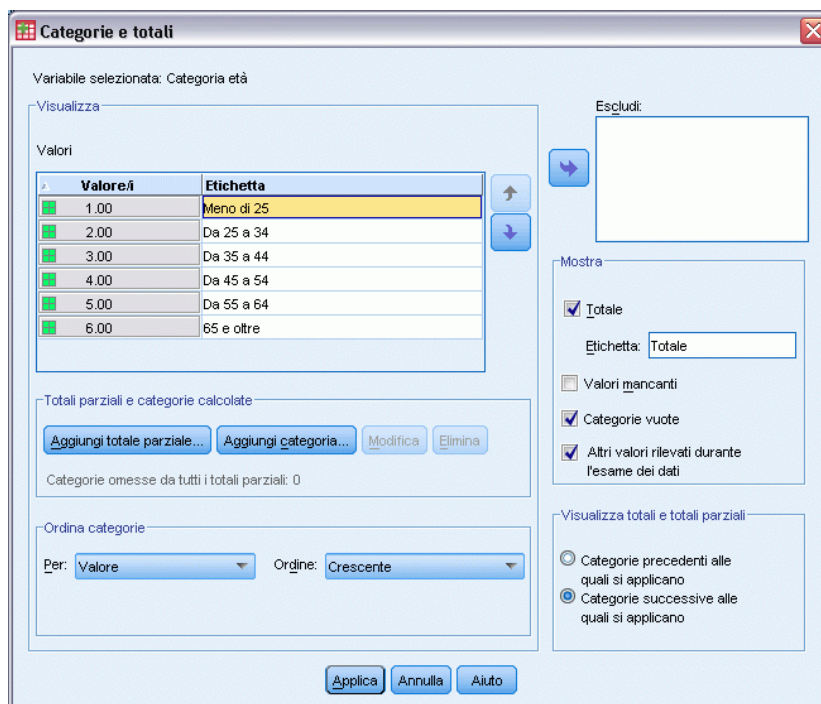 Categorie e totali
Variabile selezionata: Categoria età
Visualizza
Valori
Valore/i Etichetta
1.00 Meno di 25
2.00 Da 25 a 34
3.00 Da 35 a 44
4.00 Da 45 a 54
5.00 Da 55 a 64
6.00 65 e oltre
Totali parziali e categorie calcolate
Aggiungi totale parziale... Aggiungi categoria... Modifica Elimina
Categorie omesse da tutti i totali parziali: 0
Ordina categorie
Per: Valore Ordine: Crescente
Escludi:
Mostra
Totale
Etichetta: Totale
Valori mancanti
Categorie vuote
Altri valori rilevati durante
l'esame dei dati
Visualizza totali e totali parziali
Categorie precedenti alle
quali si applicano
Categorie successive alle
quali si applicano
Applica Annulla Aiuto